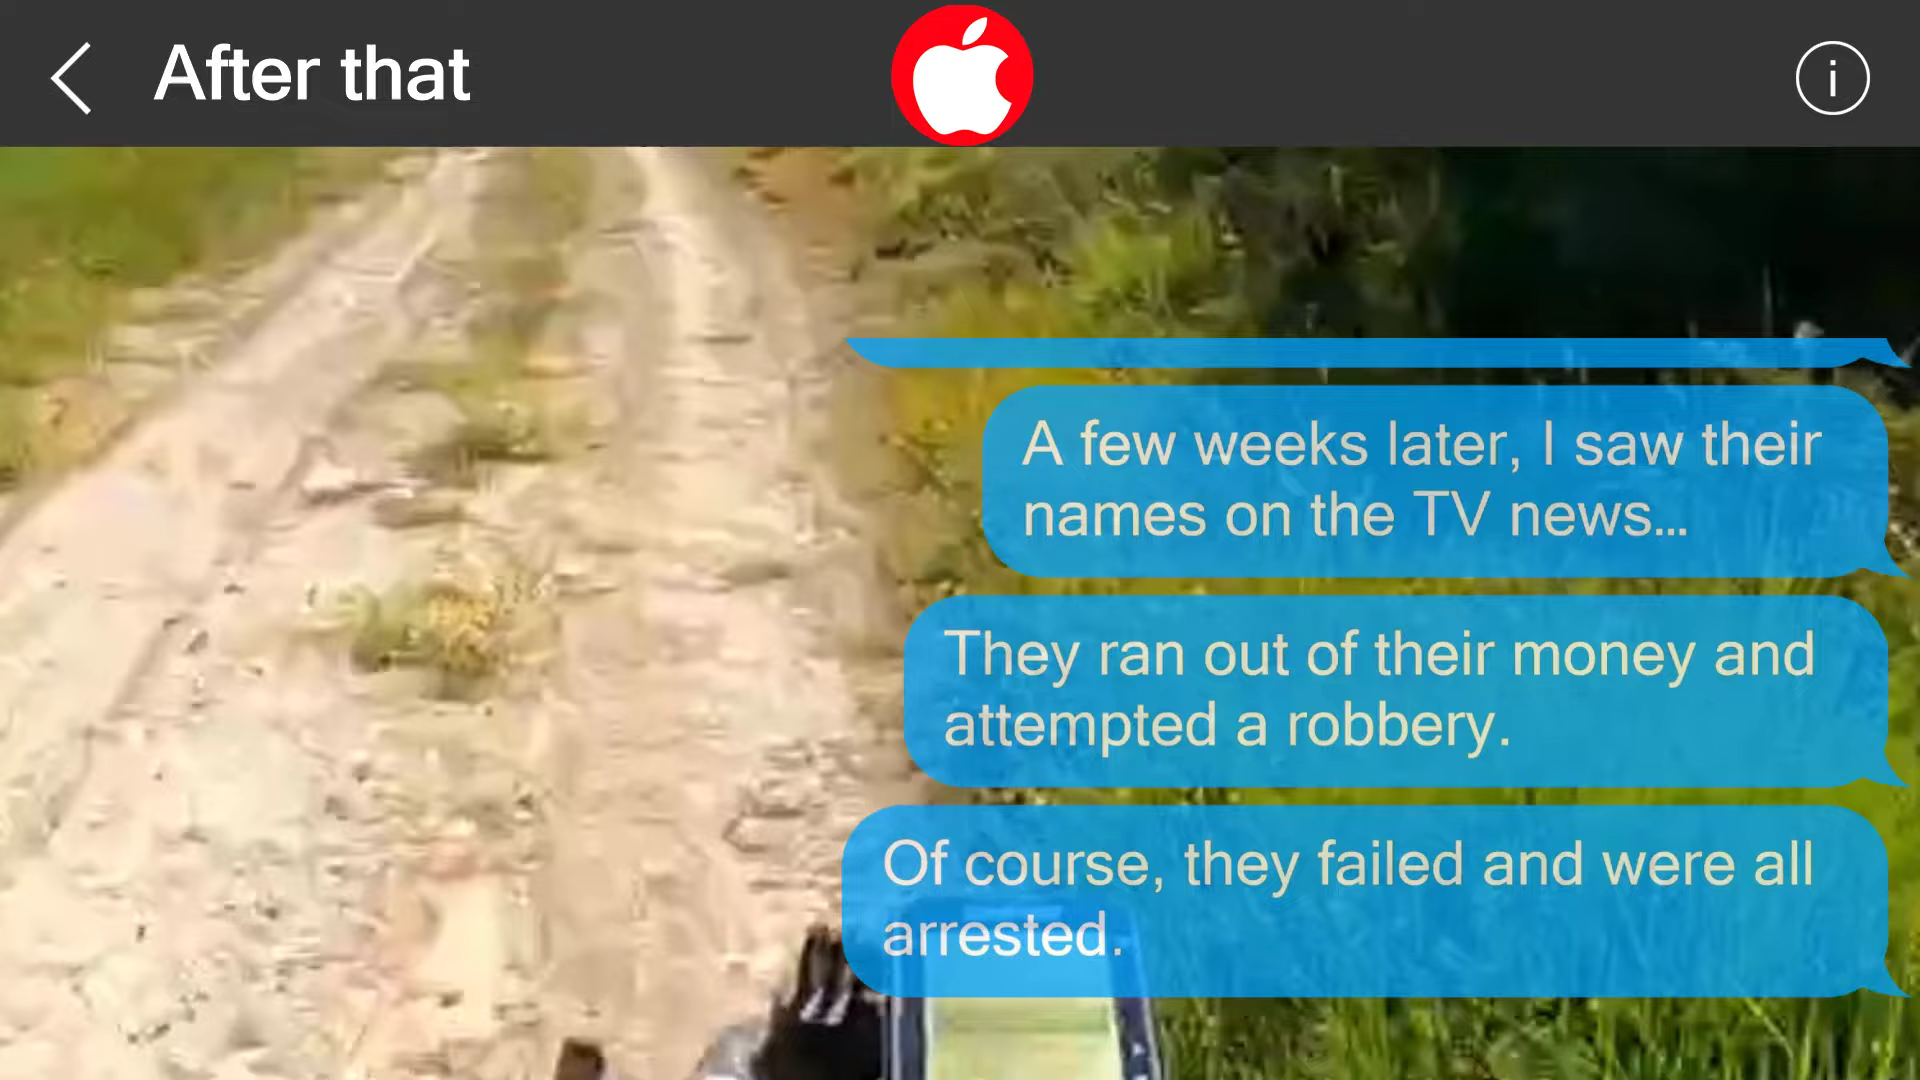 After that
A few weeks later, I saw their
names on the TV news...
They ran out of their money and
attempted a robbery.
Of course, they failed and were all
arrested.